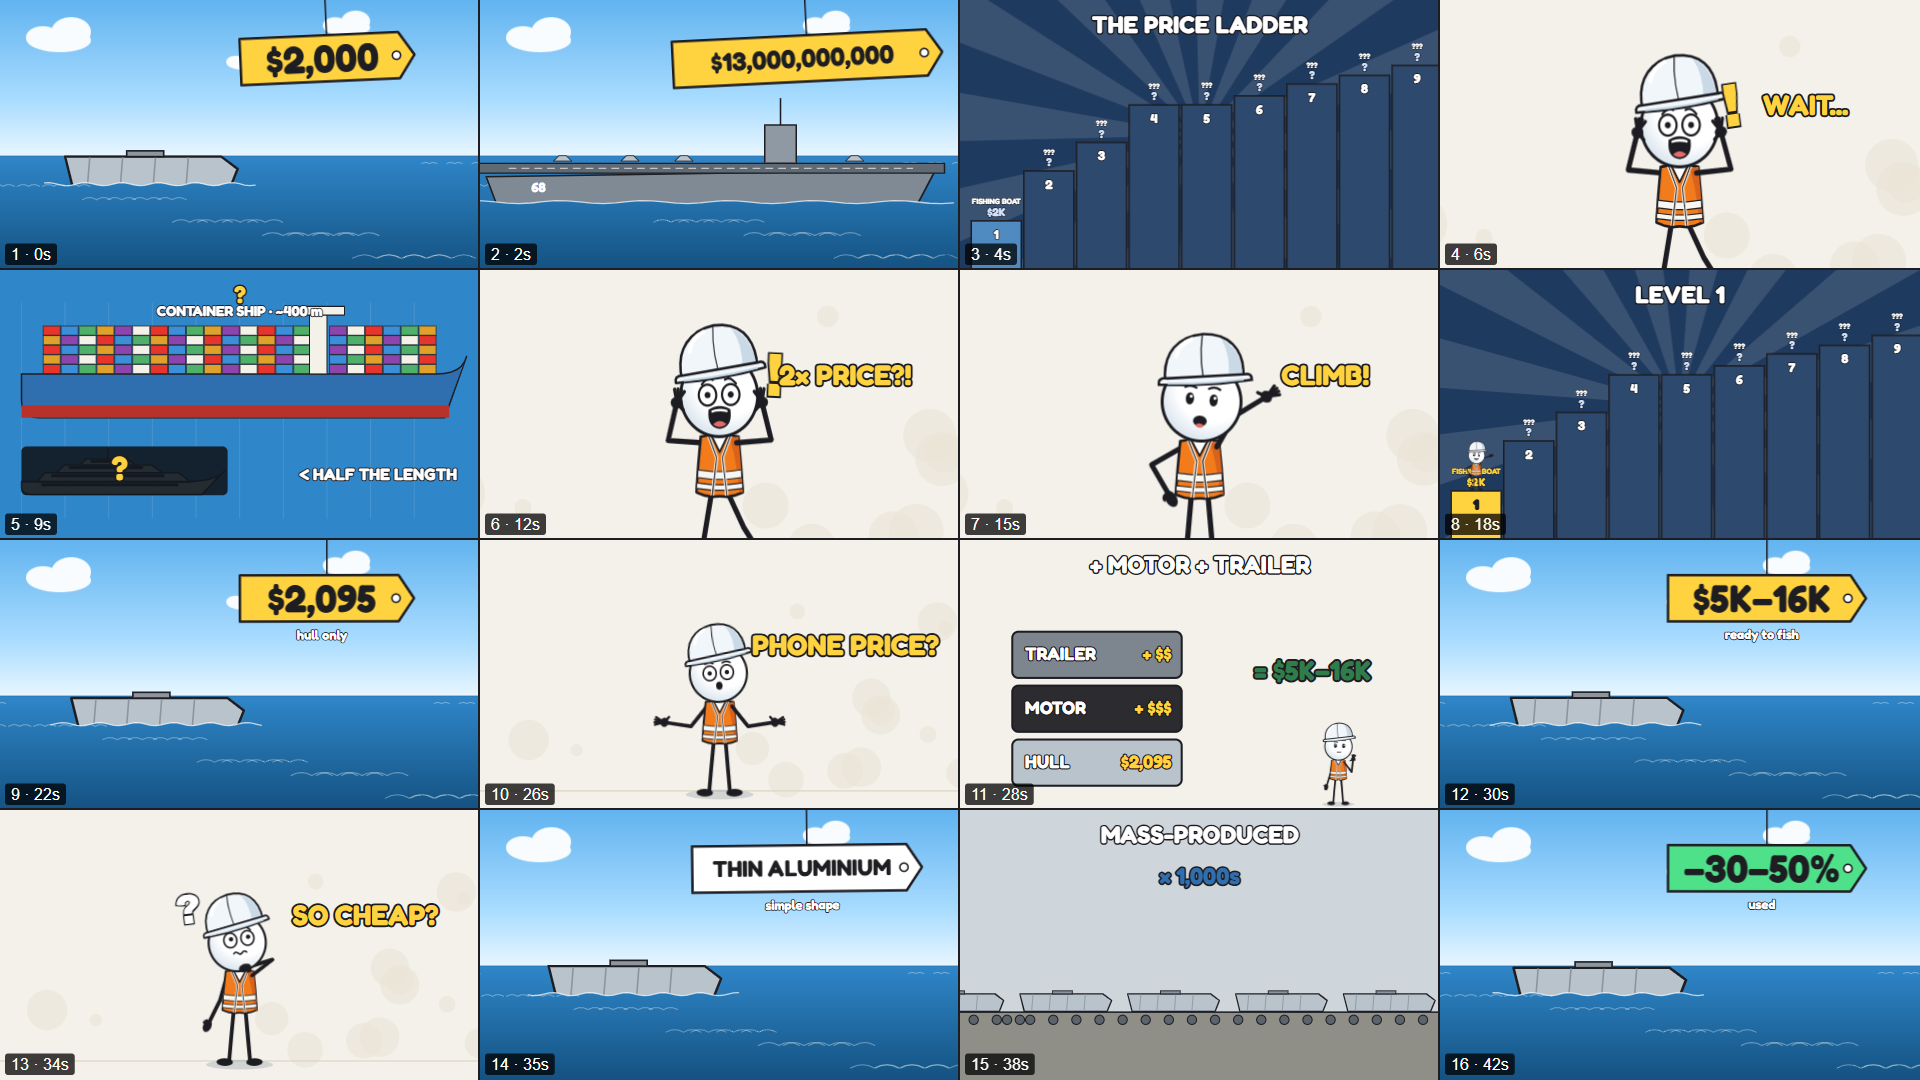 $2,000
1 · 0s
$13,000,000,000
68
2 · 2s
THE PRICE LADDER
???
?
9
???
?
8
???
?
7
???
?
6
???
?
4
???
?
5
???
?
3
???
?
2
FISHING BOAT
$2K
1
3 · 4s
!
WAIT...
4 · 6s
?
CONTAINER SHIP · ~400 m
?
< HALF THE LENGTH
5 · 9s
!
2x PRICE?!
6 · 12s
CLIMB!
7 · 15s
LEVEL 1
???
?
9
???
?
8
???
?
7
???
?
6
???
?
4
???
?
5
???
?
3
???
?
2
FISHING BOAT
$2K
1
8 · 18s
$2,095
hull only
9 · 22s
PHONE PRICE?
10 · 26s
+ MOTOR + TRAILER
TRAILER + $$
MOTOR + $$$
HULL $2,095
= $5K–16K
11 · 28s
$5K–16K
ready to fish
12 · 30s
?
SO CHEAP?
13 · 34s
THIN ALUMINIUM
simple shape
14 · 35s
MASS-PRODUCED
× 1,000s
15 · 38s
–30–50%
used
16 · 42s